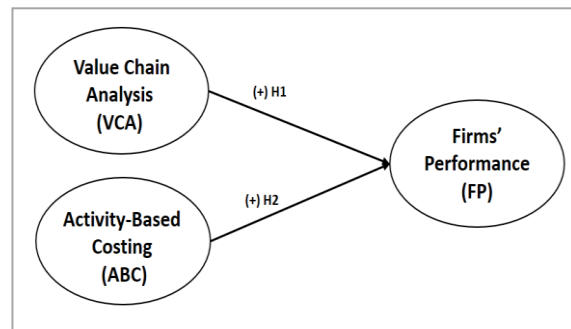 Value Chain
Analysis
(VCA)
(+) H1
Firms’
Performance
(FP)
(+) H2
Activity-Based
Costing
(ABC)